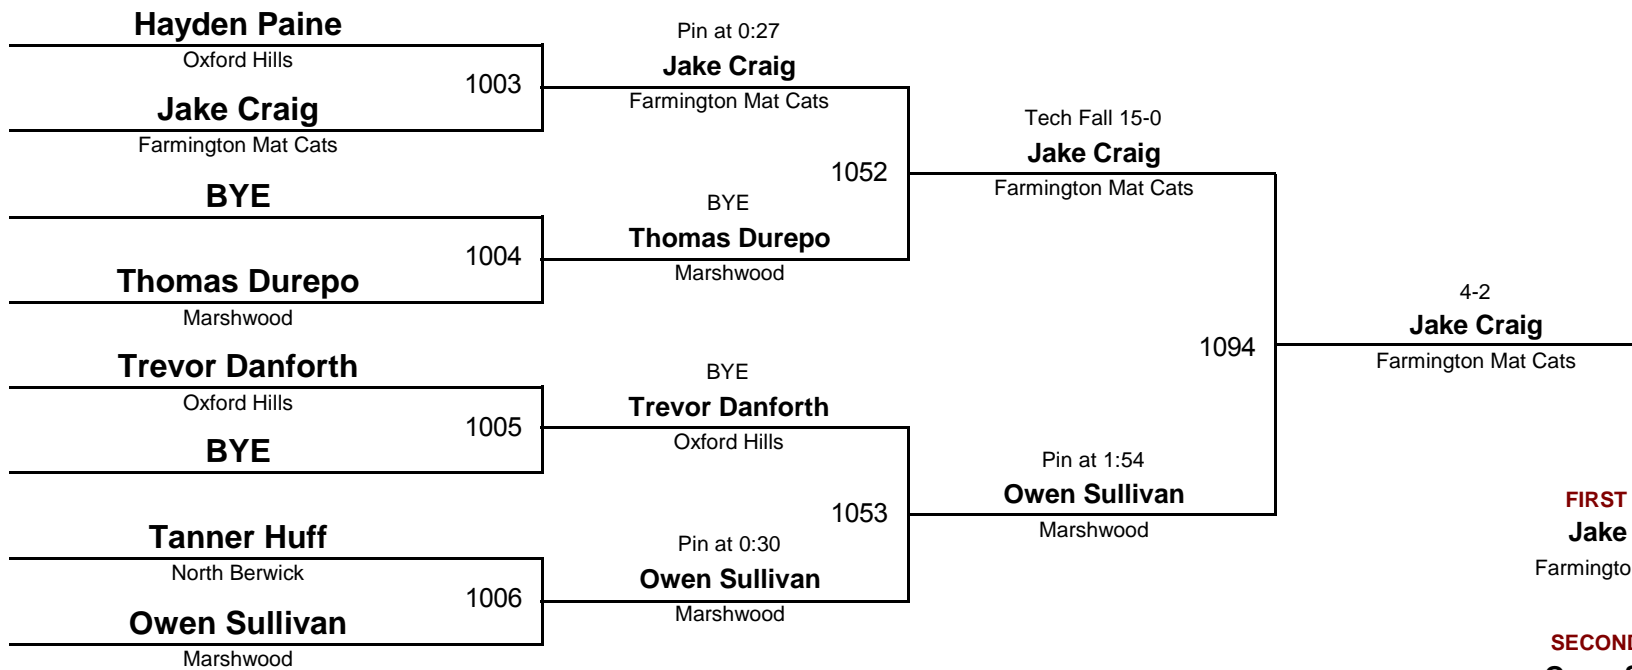 Hayden Paine
Oxford Hills
1003
Jake Craig
Farmington Mat Cats
BYE
1004
Thomas Durepo
Marshwood
Trevor Danforth
Oxford Hills
1005
BYE
Tanner Huff
North Berwick
1006
Owen Sullivan
Marshwood
Pin at 0:27
Jake Craig
Farmington Mat Cats
1052
BYE
Thomas Durepo
Marshwood
BYE
Trevor Danforth
Oxford Hills
1053
Pin at 0:30
Owen Sullivan
Marshwood
Tech Fall 15-0
Jake Craig
Farmington Mat Cats
1094
Pin at 1:54
Owen Sullivan
Marshwood
4-2
Jake Craig
Farmington Mat Cats
FIRST
Jake
Farmingto
SECOND